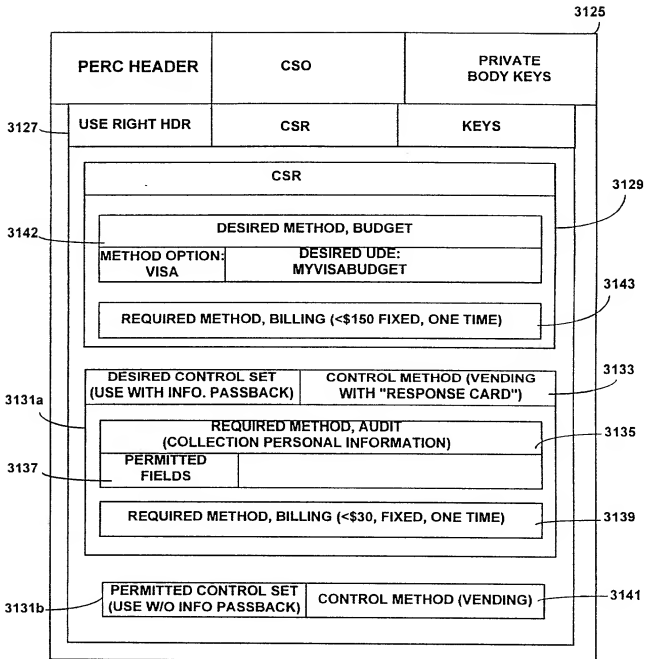 3125
PERC HEADER
CSO
PRIVATE
BODY KEYS
3127
USE RIGHT HDR
CSR
KEYS
CSR
3129
3142
DESIRED METHOD, BUDGET
METHOD OPTION:
VISA
DESIRED UDE:
MYVISABUDGET
3143
REQUIRED METHOD, BILLING (<$150 FIXED, ONE TIME)
3131a
DESIRED CONTROL SET
(USE WITH INFO. PASSBACK)
CONTROL METHOD (VENDING
WITH "RESPONSE CARD")
3133
REQUIRED METHOD, AUDIT
(COLLECTION PERSONAL INFORMATION)
3135
3137
PERMITTED
FIELDS
REQUIRED METHOD, BILLING (<$30, FIXED, ONE TIME)
3139
3131b
PERMITTED CONTROL SET
(USE W/O INFO PASSBACK)
CONTROL METHOD (VENDING)
3141